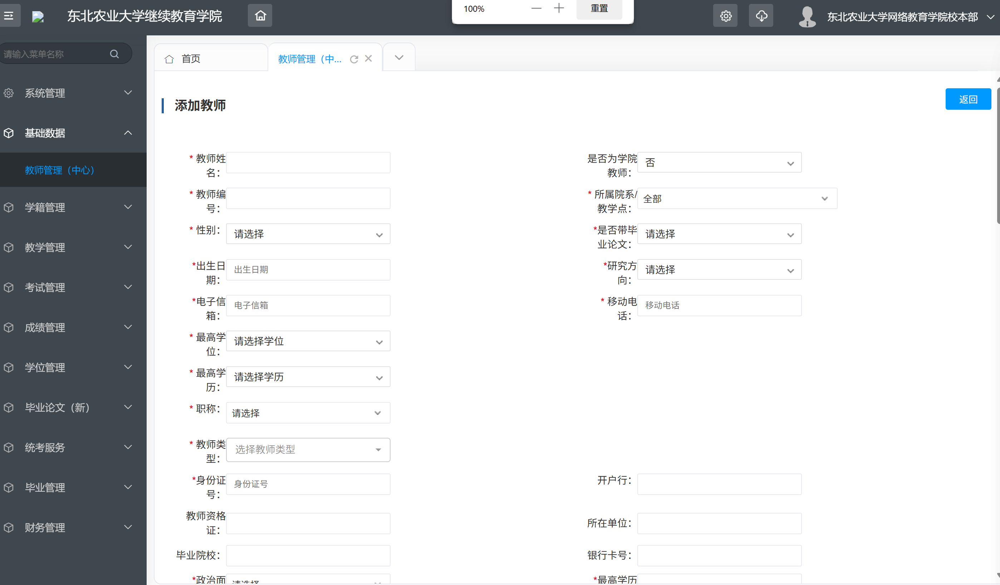 东北农业大学继续教育学院
100%
重置
东北农业大学网络教育学院校本部
请输入菜单名称
系统管理
基础数据
教师管理（中心）
学籍管理
教学管理
考试管理
成绩管理
学位管理
毕业论文（新）
统考服务
毕业管理
财务管理
首页
教师管理（中...
添加教师
返回
* 教师姓
名：
是否为学院
教师：
否
* 教师编
号：
* 所属院系/
教学点：
全部
* 性别：
请选择
*是否带毕
业论文：
请选择
*出生日
期：
出生日期
*研究方
向：
请选择
*电子信
箱：
电子信箱
* 移动电
话：
移动电话
* 最高学
位：
请选择学位
* 最高学
历：
请选择学历
* 职称：
请选择
* 教师类
型：
选择教师类型
*身份证
号：
身份证号
开户行：
教师资格
证：
所在单位：
毕业院校：
银行卡号：
*政治面
请选择
*最高学历